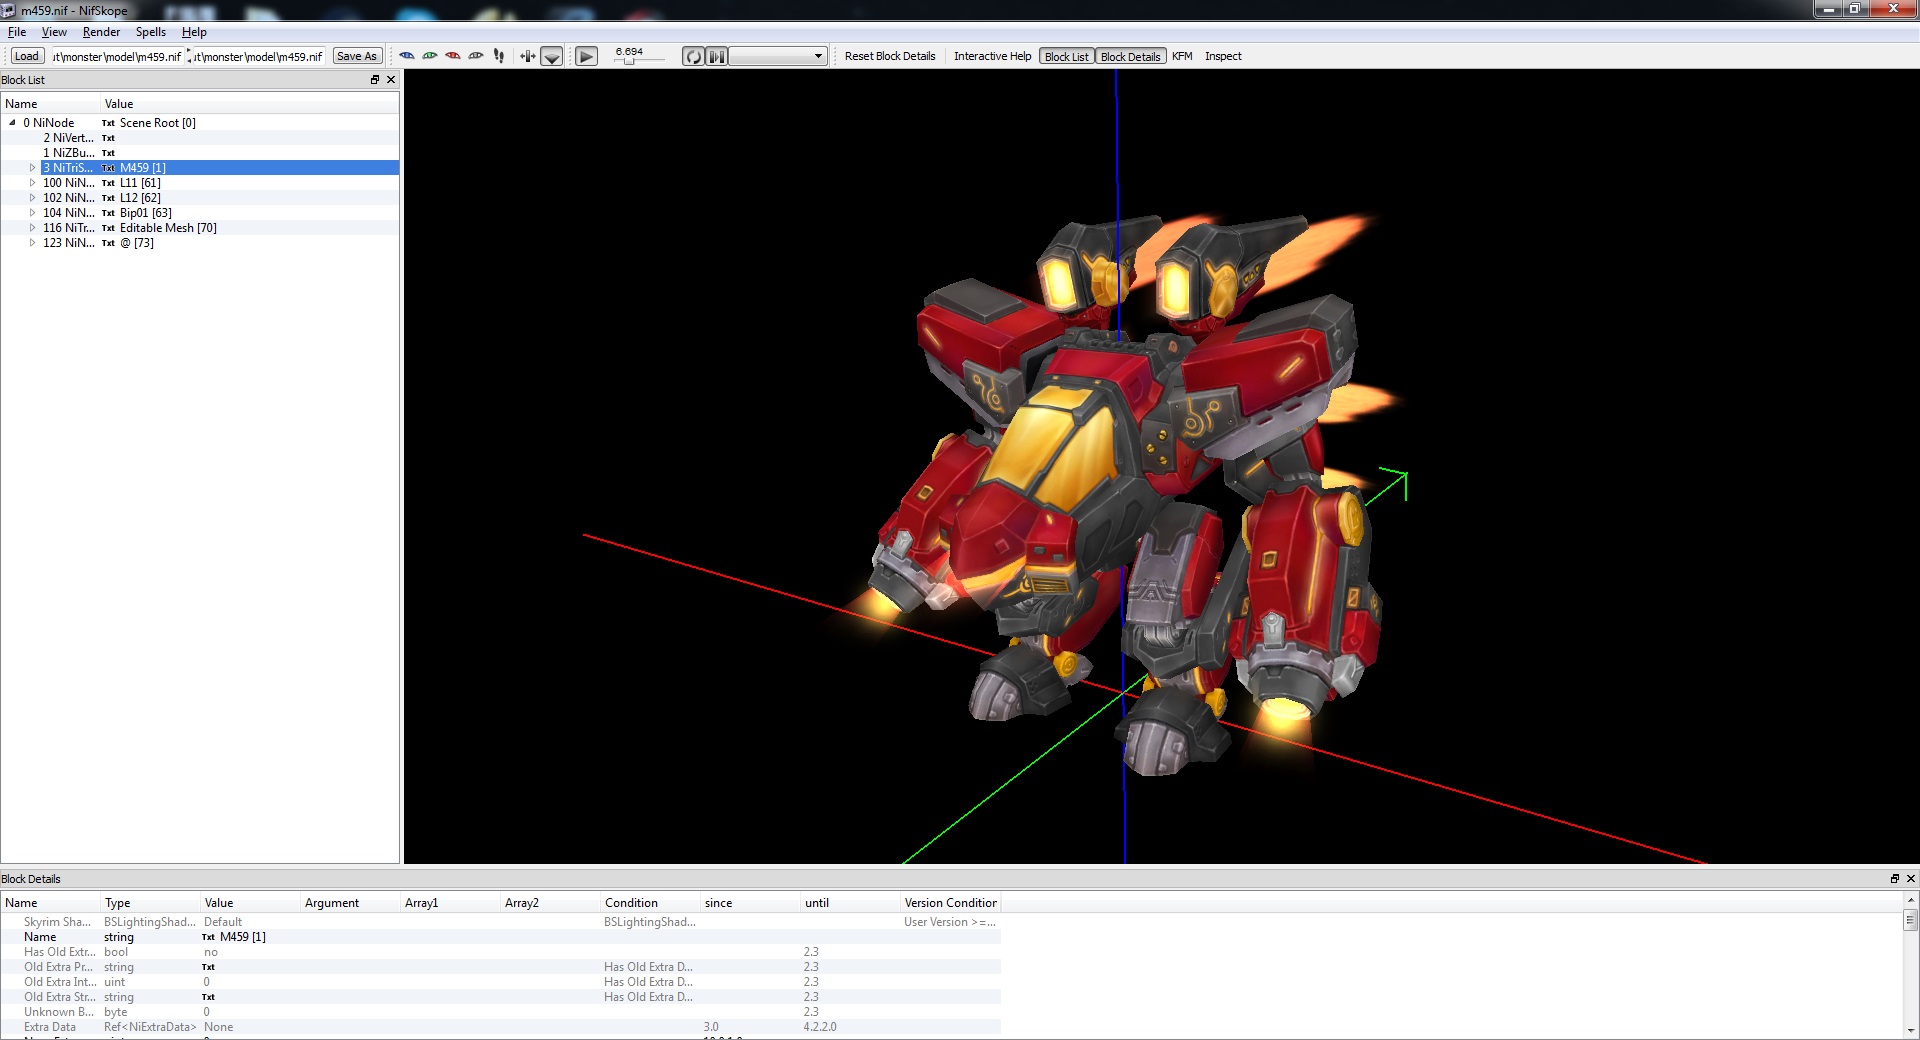 m459.nif - NifSkope
File View Render Spells Help
Load ut\monster\model\m459.nif ut\monster\model\m459.nif Save As 6.694 Reset Block Details Interactive Help Block List Block Details KFM Inspect
Block List
Name Value
0 NiNode Txt Scene Root [0]
2 NiVert... Txt
1 NiZBu... Txt
3 NiTriS... Txt M459 [1]
100 NiN... Txt L11 [61]
102 NiN... Txt L12 [62]
104 NiN... Txt Bip01 [63]
116 NiTr... Txt Editable Mesh [70]
123 NiN... Txt @ [73]
Block Details
Name Type Value Argument Array1 Array2 Condition since until Version Condition
Skyrim Sha... BSLightingShad... Default BSLightingShad... User Version >=...
Name string Txt M459 [1]
Has Old Extr... bool no 2.3
Old Extra Pr... string Txt Has Old Extra D... 2.3
Old Extra Int... uint 0 Has Old Extra D... 2.3
Old Extra Str... string Txt Has Old Extra D... 2.3
Unknown B... byte 0 2.3
Extra Data Ref<NiExtraData> None 3.0 4.2.2.0